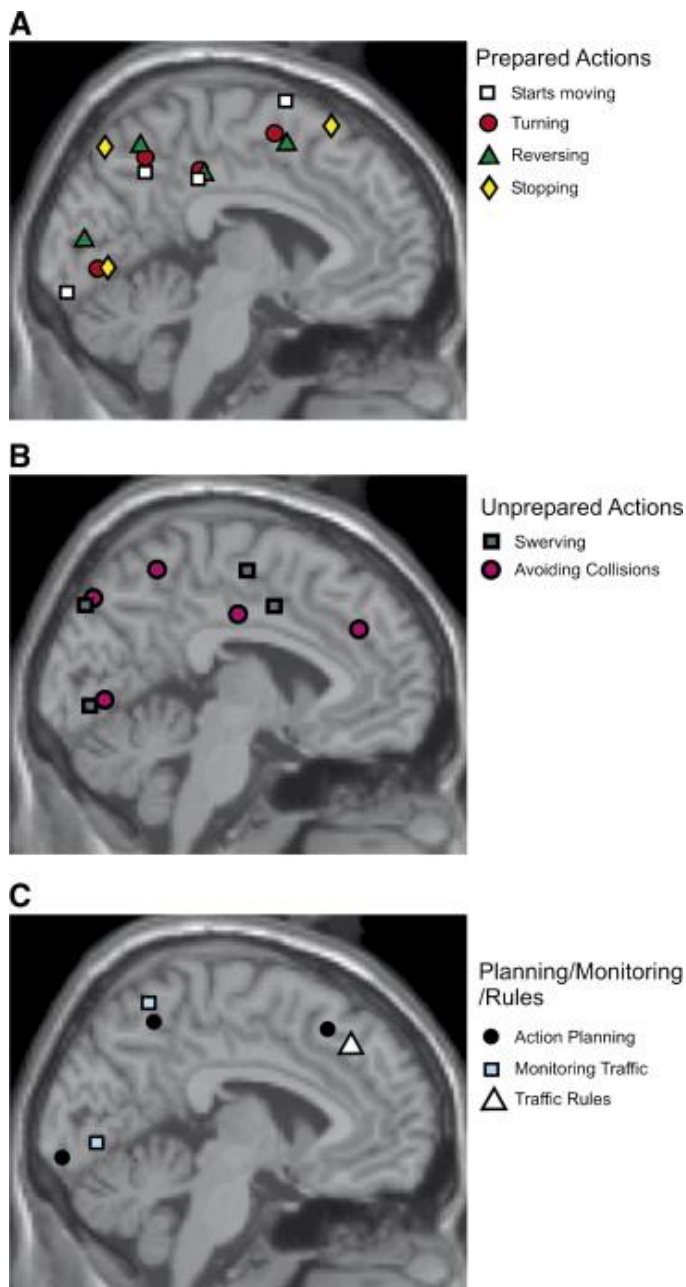 A
Prepared Actions
Starts moving
Turning
Reversing
Stopping
B
Unprepared Actions
Swerving
Avoiding Collisions
C
Planning/Monitoring
/Rules
Action Planning
Monitoring Traffic
Traffic Rules